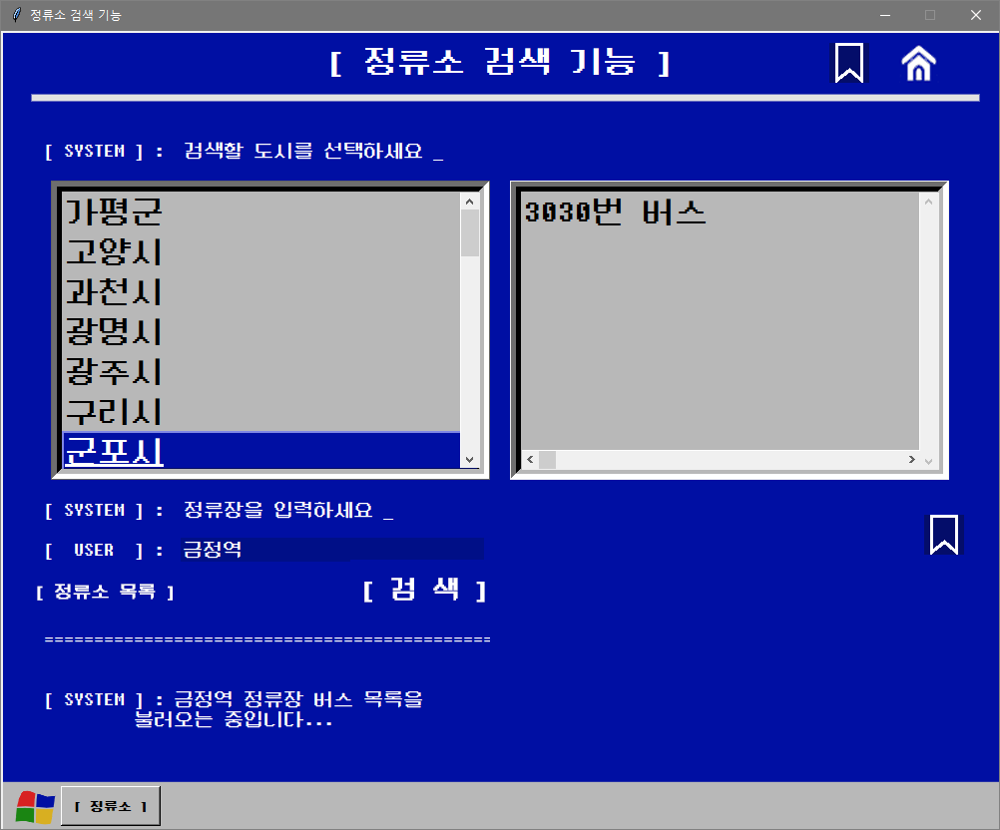 정류소 검색 기능
[ 정류소 검색 기능 ]
[ SYSTEM ] : 검색할 도시를 선택하세요 _
가평군
고양시
과천시
광명시
광주시
구리시
군포시
3030번 버스
[ SYSTEM ] : 정류장을 입력하세요 _
[ USER ] : 금정역
[ 정류소 목록 ]
[ 검 색 ]
=============================================
[ SYSTEM ] : 금정역 정류장 버스 목록을
불러오는 중입니다...
[ 정류소 ]